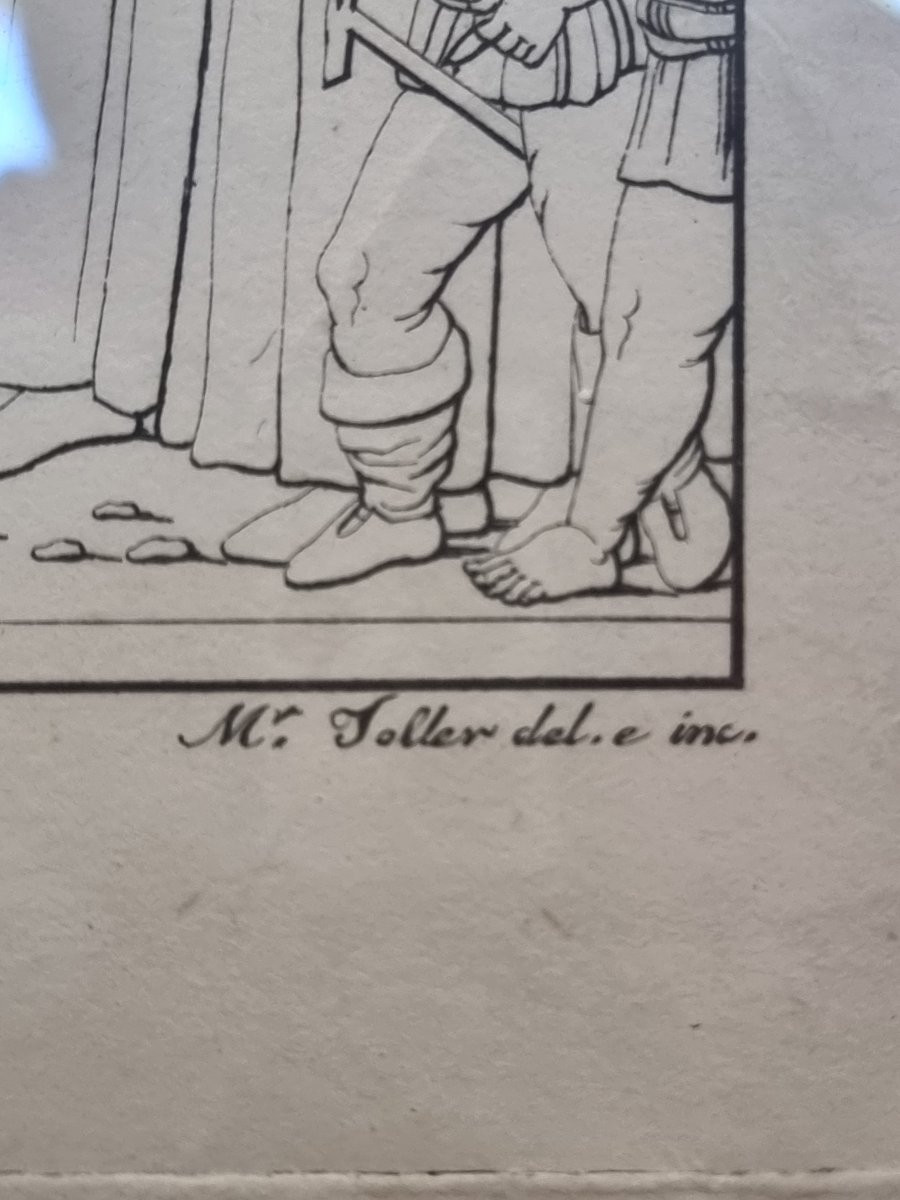 Mr. Toller del. e inc.